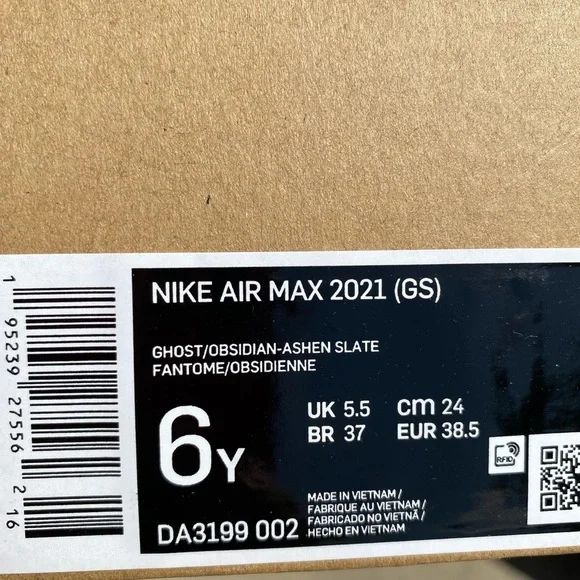 NIKE AIR MAX 2021 (GS)
GHOST/OBSIDIAN-ASHEN SLATE
FANTOME/OBSIDIENNE
6Y
UK 5.5 cm 24
BR 37 EUR 38.5
RFID
MADE IN VIETNAM /
FABRIQUE AU VIETNAM /
FABRICADO NO VIETNÃ /
HECHO EN VIETNAM
DA3199 002
1 95239 27556 2 16